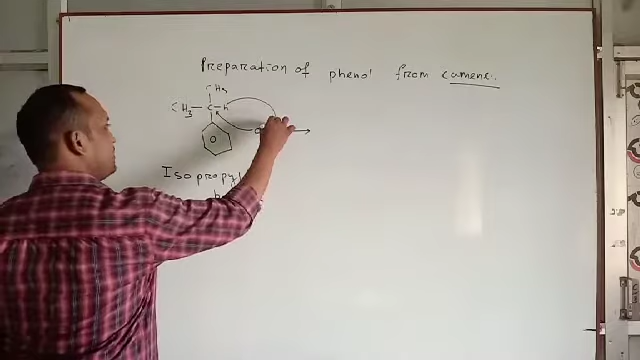 Preparation of phenol from cumene.
CH3
CH3 - C - H
Isopropyl